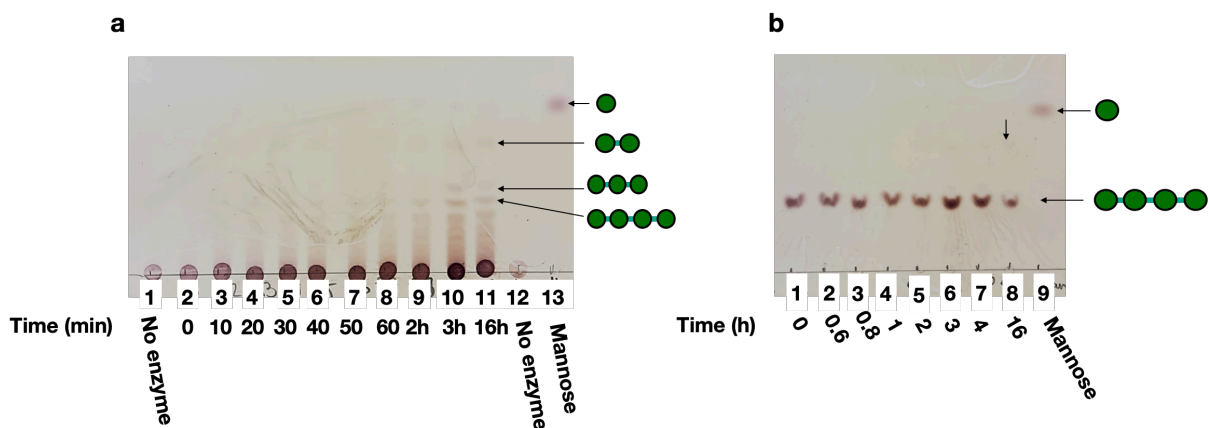 a
1 2 3 4 5 6 7 8 9 10 11 12 13
Time (min) 0 10 20 30 40 50 60 2h 3h 16h
No enzyme
No enzyme
Mannose
b
1 2 3 4 5 6 7 8 9
Time (h) 0 0.6 0.8 1 2 3 4 16
Mannose